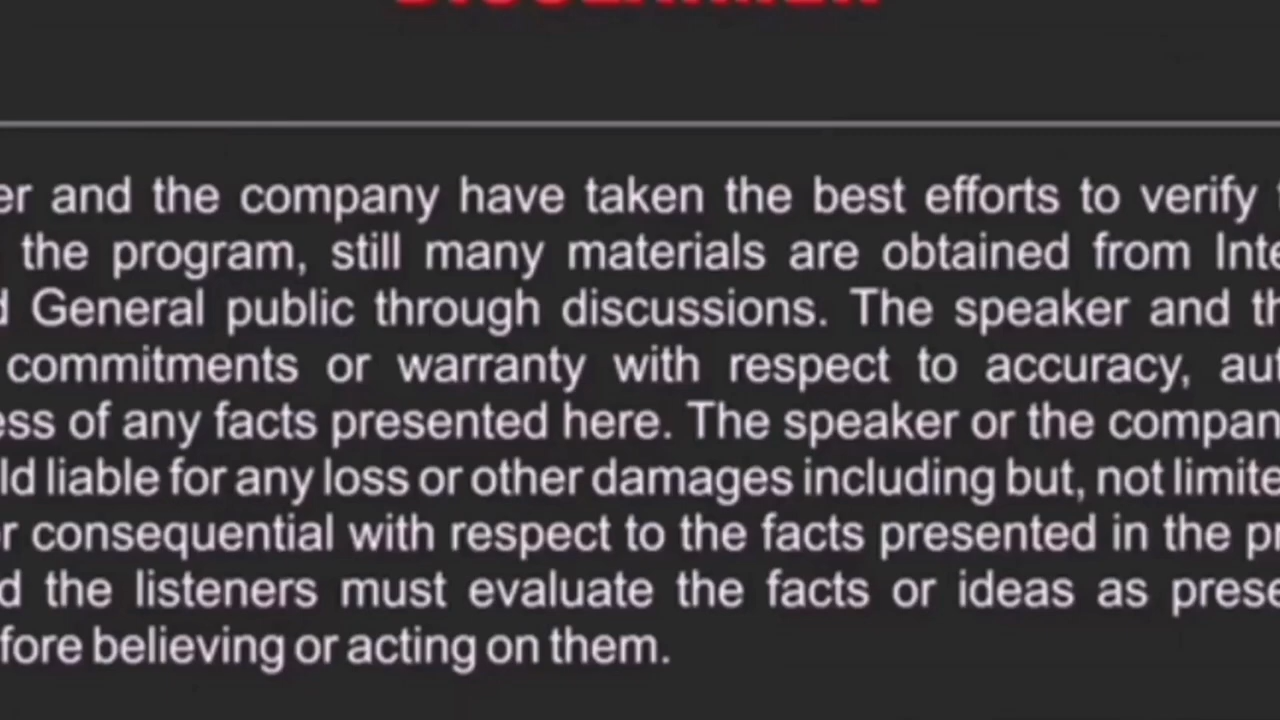 DISCLAIMER
er and the company have taken the best efforts to verify
the program, still many materials are obtained from Inte
d General public through discussions. The speaker and th
commitments or warranty with respect to accuracy, aut
ess of any facts presented here. The speaker or the compan
ld liable for any loss or other damages including but, not limite
r consequential with respect to the facts presented in the pr
d the listeners must evaluate the facts or ideas as prese
fore believing or acting on them.